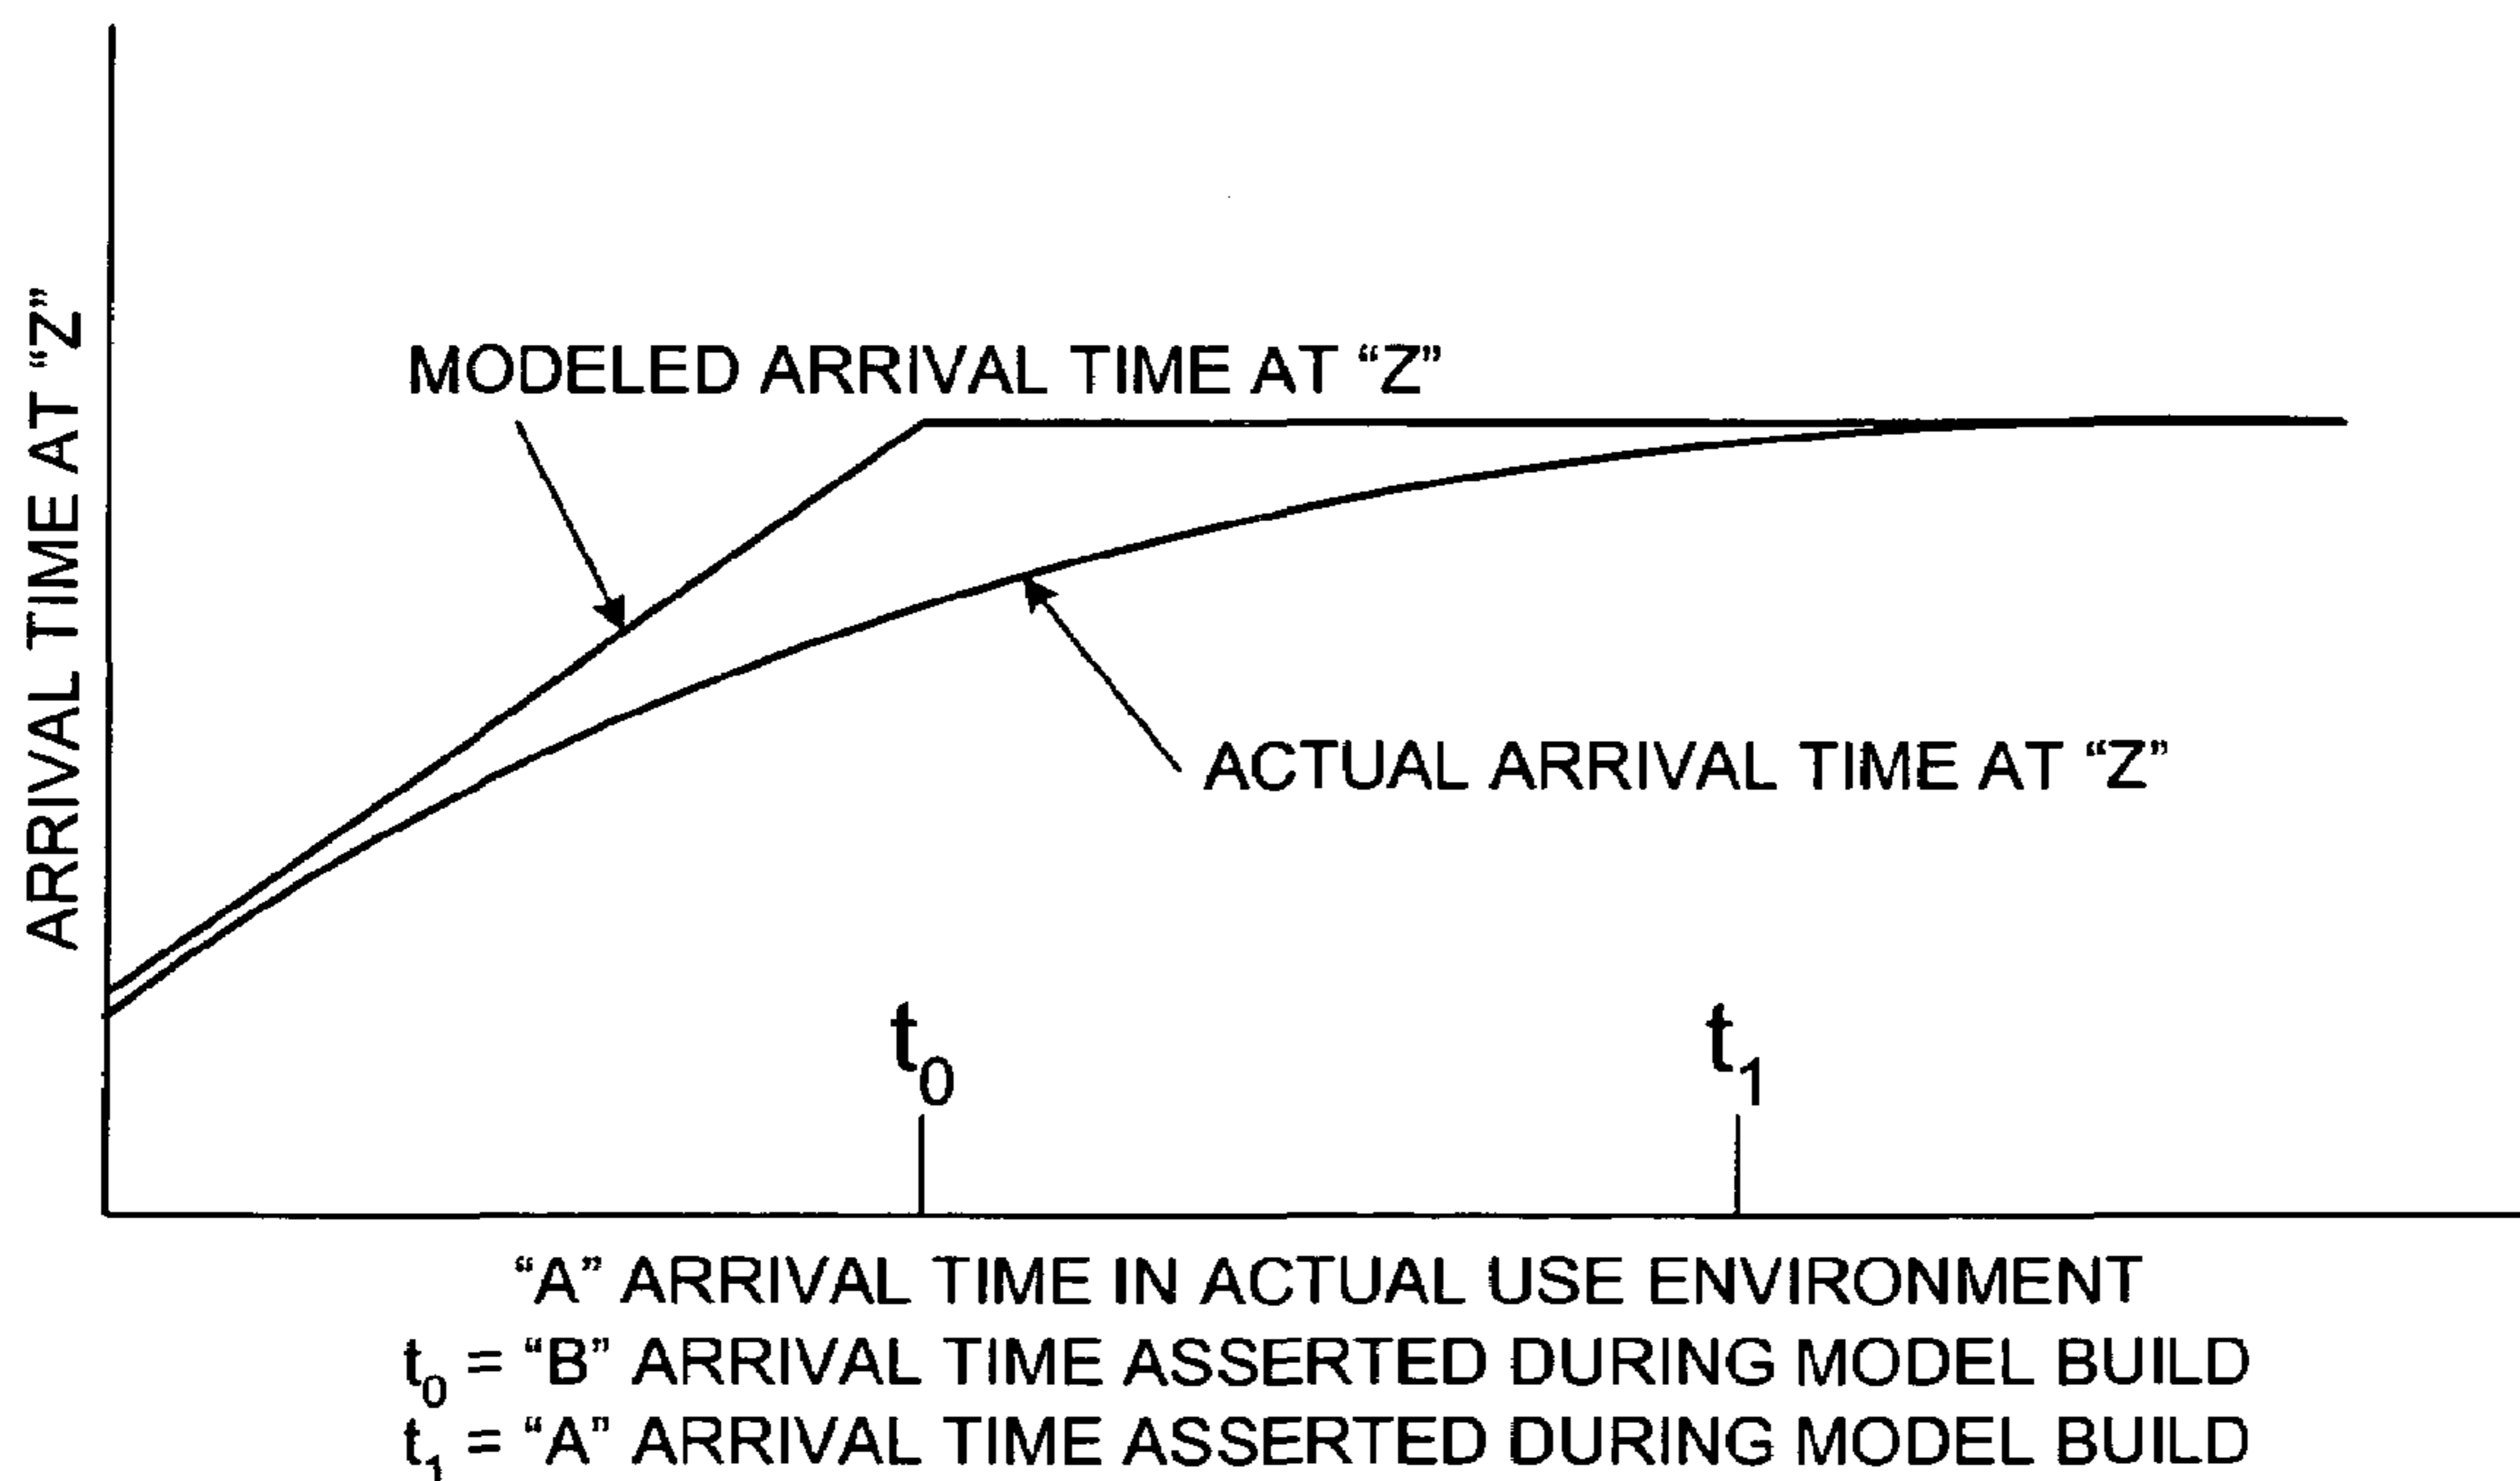 ARRIVAL TIME AT “Z”
MODELED ARRIVAL TIME AT “Z”
ACTUAL ARRIVAL TIME AT “Z”
t0
t1
“A” ARRIVAL TIME IN ACTUAL USE ENVIRONMENT
t0 = “B” ARRIVAL TIME ASSERTED DURING MODEL BUILD
t1 = “A” ARRIVAL TIME ASSERTED DURING MODEL BUILD